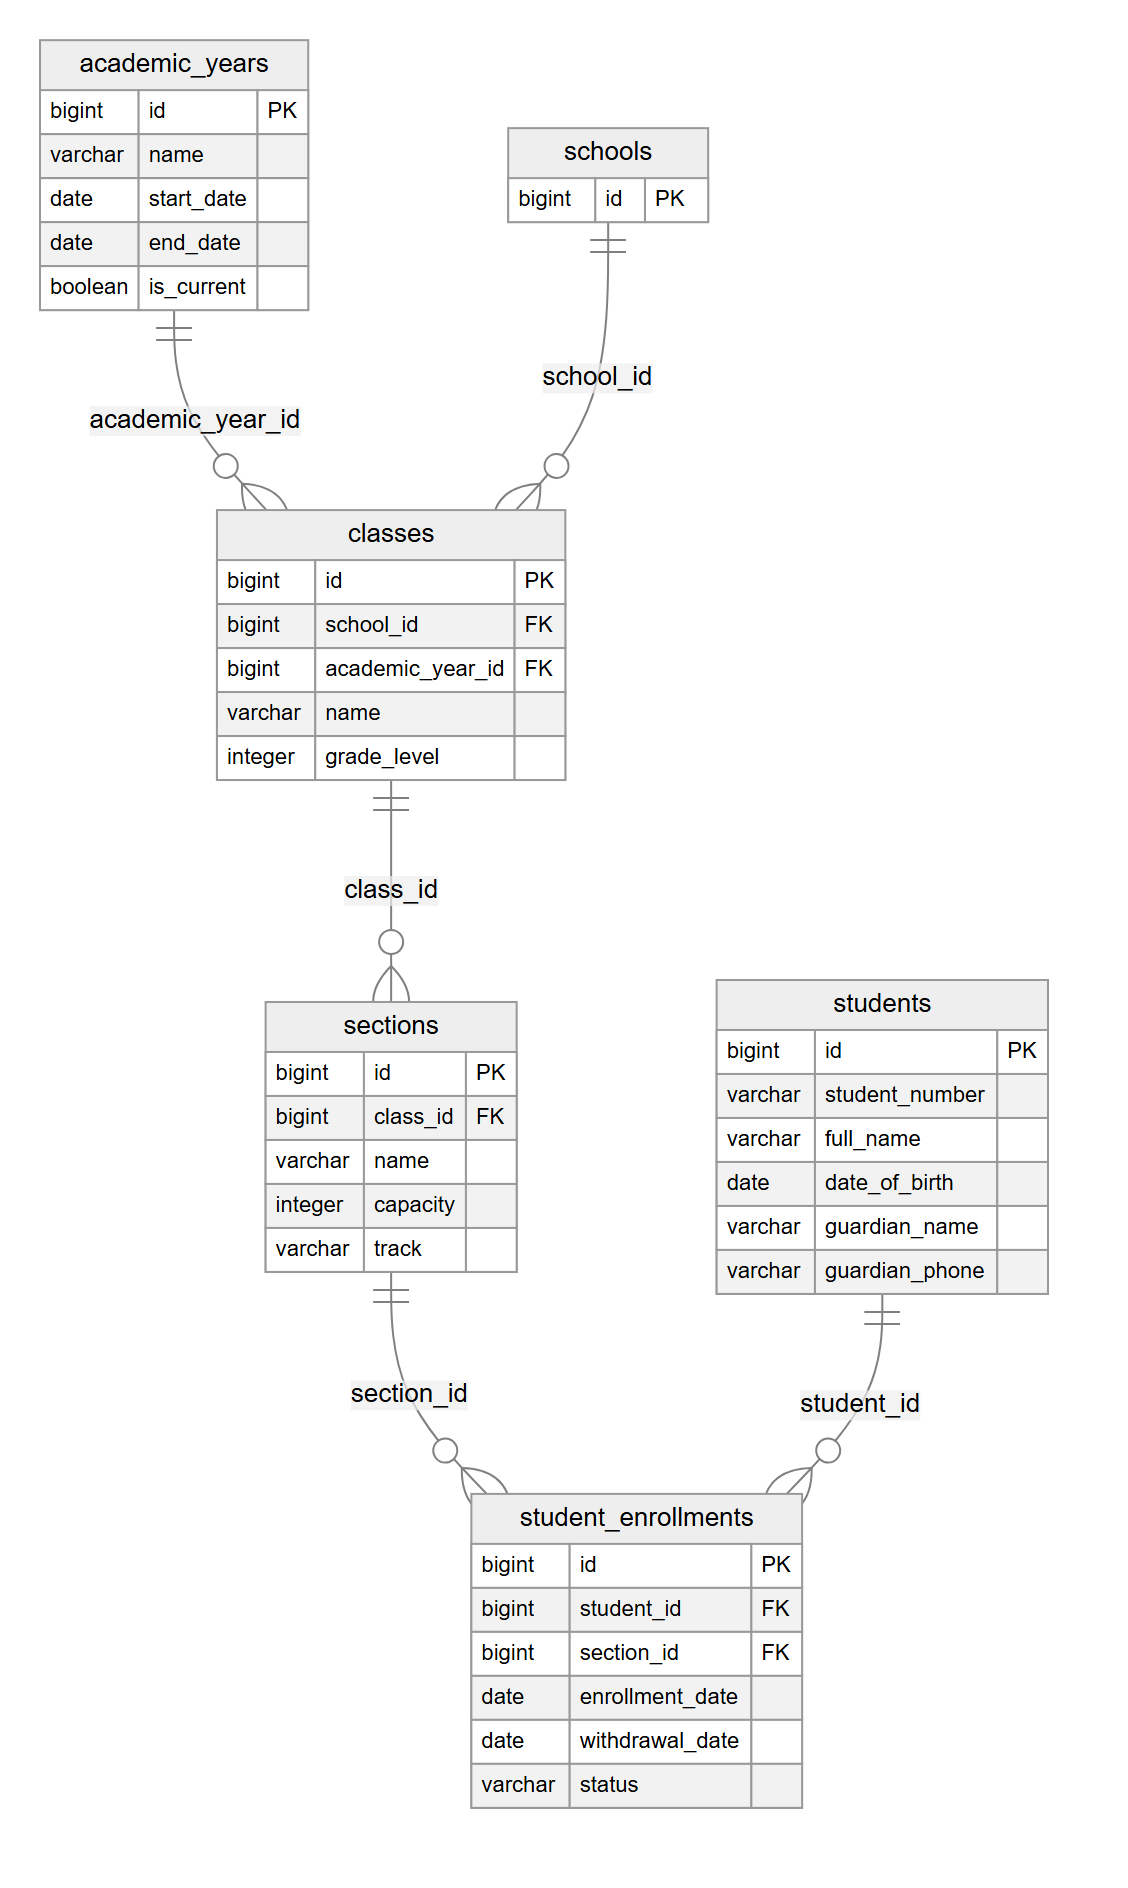 academic_years
bigint id PK
varchar name
date start_date
date end_date
boolean is_current
schools
bigint id PK
school_id
academic_year_id
classes
bigint id PK
bigint school_id FK
bigint academic_year_id FK
varchar name
integer grade_level
class_id
sections
bigint id PK
bigint class_id FK
varchar name
integer capacity
varchar track
students
bigint id PK
varchar student_number
varchar full_name
date date_of_birth
varchar guardian_name
varchar guardian_phone
section_id
student_id
student_enrollments
bigint id PK
bigint student_id FK
bigint section_id FK
date enrollment_date
date withdrawal_date
varchar status